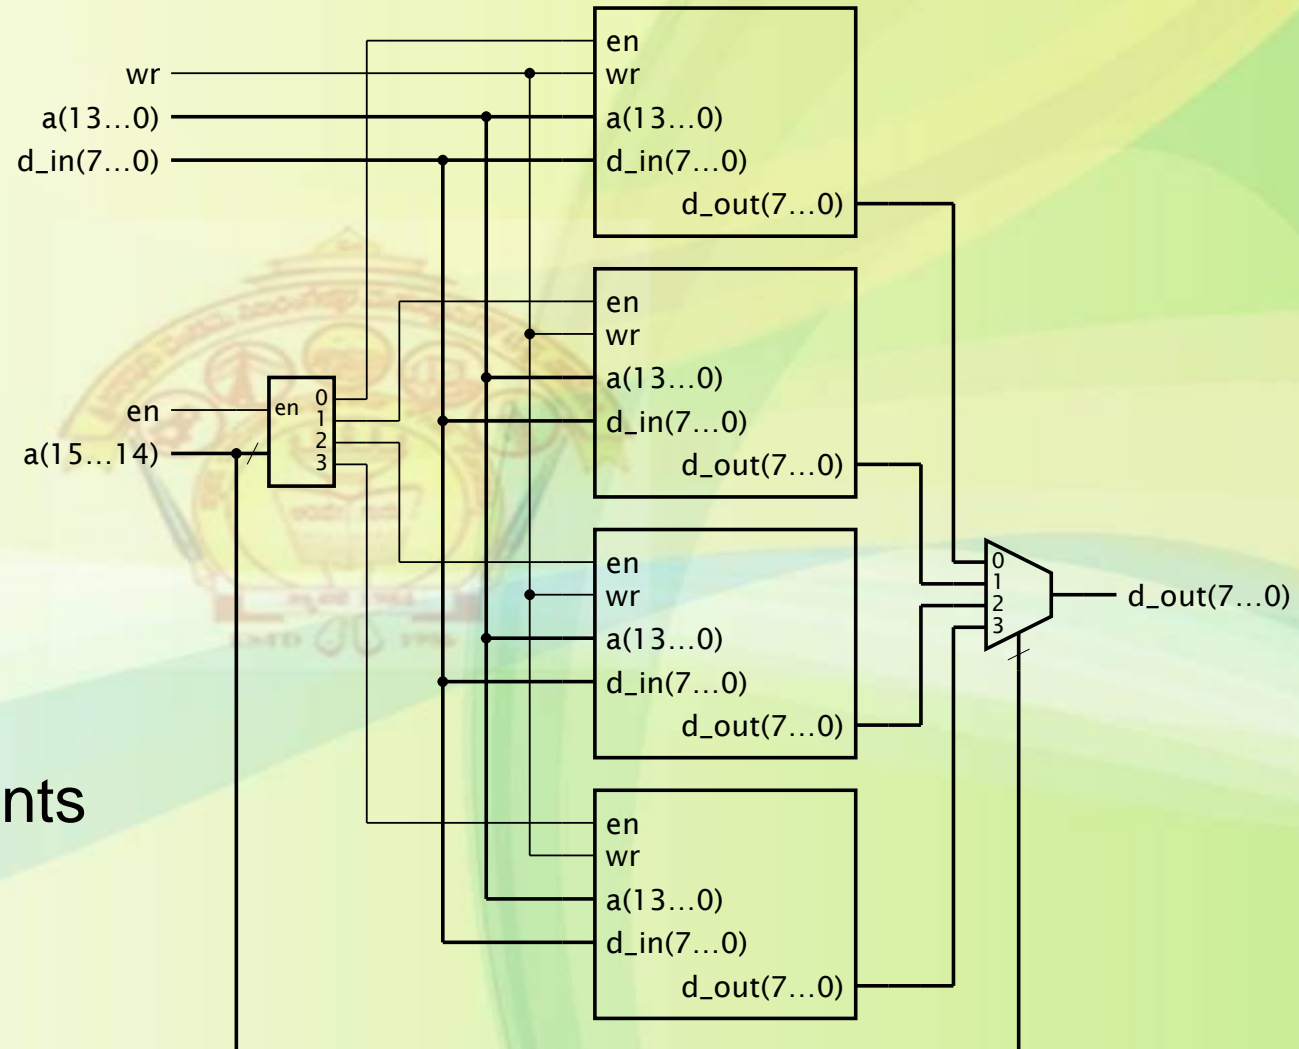 en
wr
wr
a(13...0)
a(13...0)
d_in(7...0)
d_in(7...0)
d_out(7...0)
en
wr
a(13...0)
d_in(7...0)
d_out(7...0)
en
en
0
1
2
3
a(15...14)
en
wr
a(13...0)
d_in(7...0)
d_out(7...0)
0
1
2
3
d_out(7...0)
nts
en
wr
a(13...0)
d_in(7...0)
d_out(7...0)